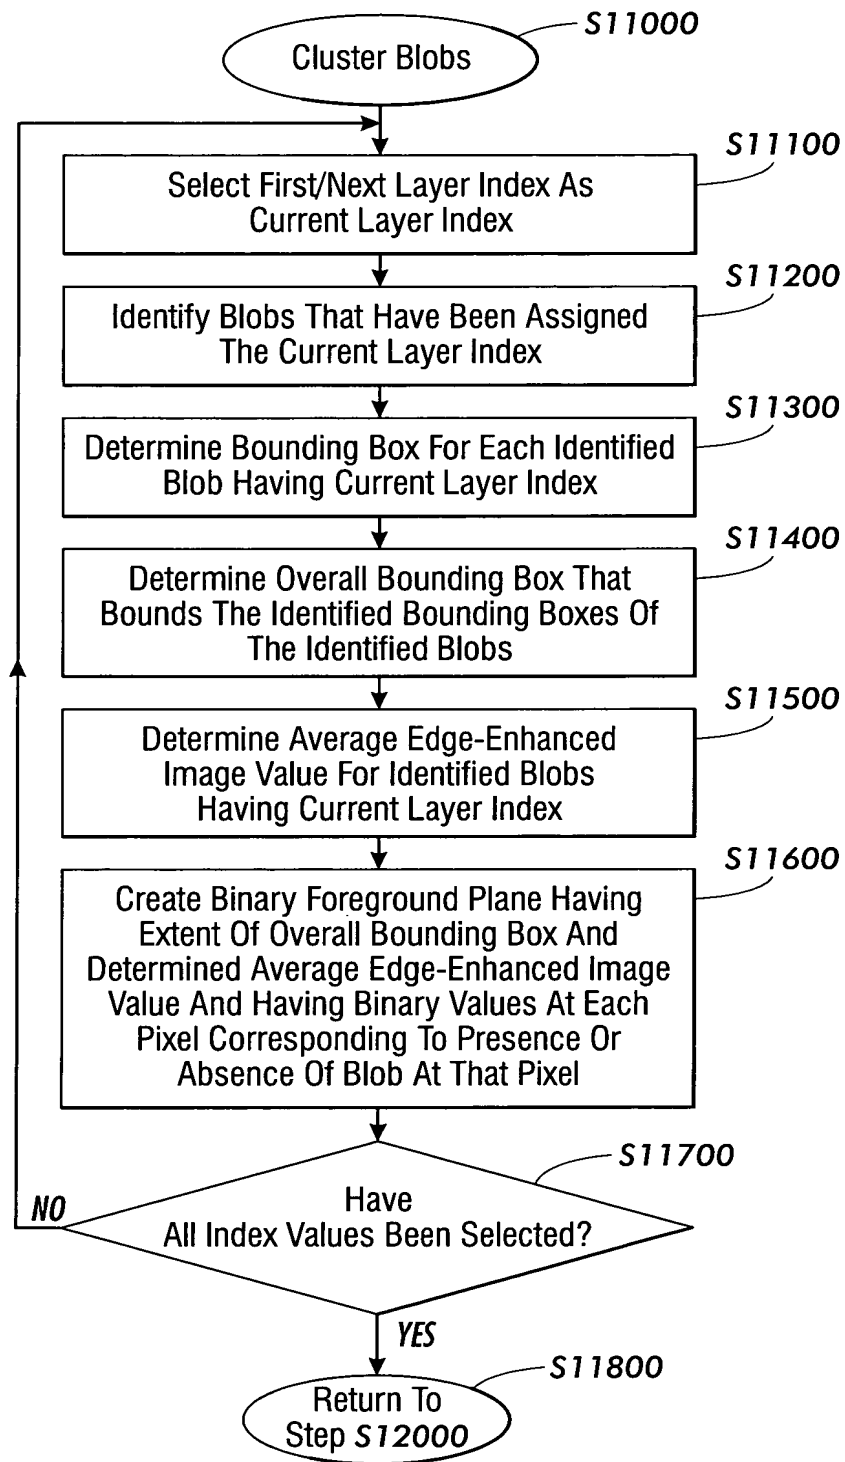 S11000
Cluster Blobs
S11100
Select First/Next Layer Index As
Current Layer Index
S11200
Identify Blobs That Have Been Assigned
The Current Layer Index
S11300
Determine Bounding Box For Each Identified
Blob Having Current Layer Index
S11400
Determine Overall Bounding Box That
Bounds The Identified Bounding Boxes Of
The Identified Blobs
S11500
Determine Average Edge-Enhanced
Image Value For Identified Blobs
Having Current Layer Index
S11600
Create Binary Foreground Plane Having
Extent Of Overall Bounding Box And
Determined Average Edge-Enhanced Image
Value And Having Binary Values At Each
Pixel Corresponding To Presence Or
Absence Of Blob At That Pixel
S11700
NO
Have
All Index Values Been Selected?
YES
S11800
Return To
Step S12000